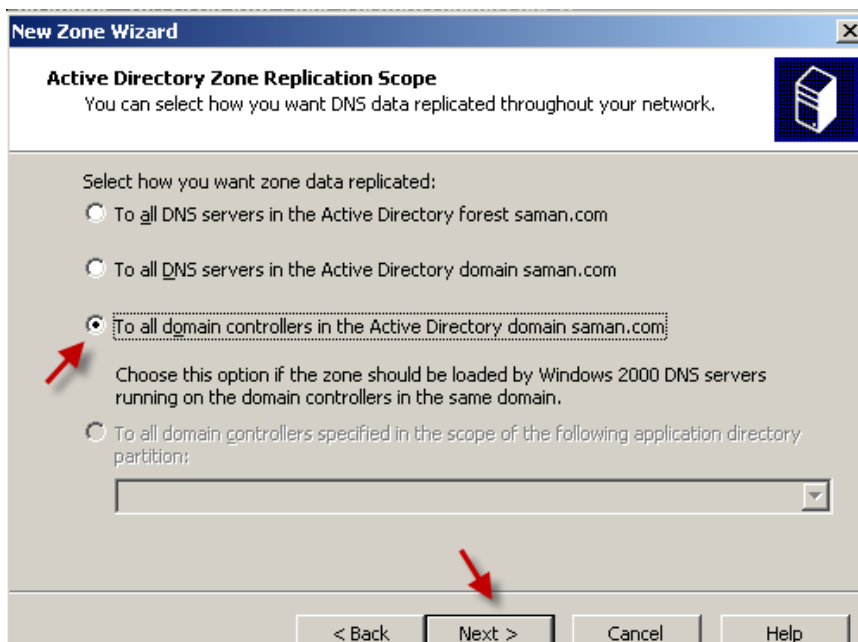 New Zone Wizard
Active Directory Zone Replication Scope
You can select how you want DNS data replicated throughout your network.
Select how you want zone data replicated:
To all DNS servers in the Active Directory forest saman.com
To all DNS servers in the Active Directory domain saman.com
To all domain controllers in the Active Directory domain saman.com
Choose this option if the zone should be loaded by Windows 2000 DNS servers
running on the domain controllers in the same domain.
To all domain controllers specified in the scope of the following application directory
partition:
< Back Next > Cancel Help